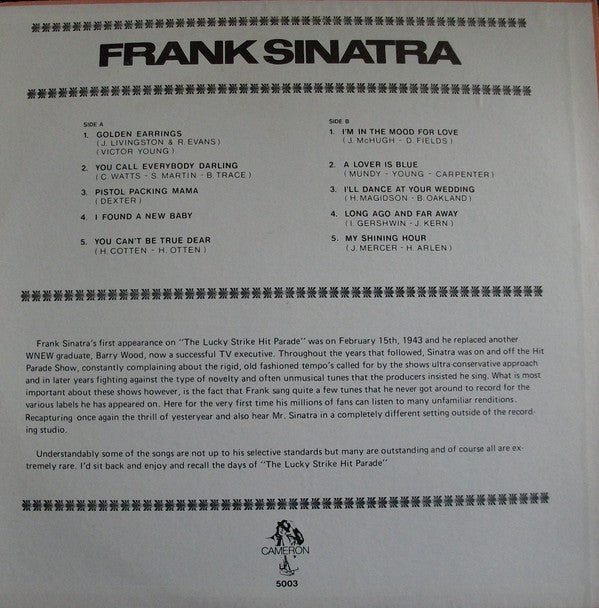 FRANK SINATRA
SIDE A
1. GOLDEN EARRINGS
(J. LIVINGSTON & R. EVANS)
(VICTOR YOUNG)
2. YOU CALL EVERYBODY DARLING
(C. WATTS - S. MARTIN - B. TRACE)
3. PISTOL PACKING MAMA
(DEXTER)
4. I FOUND A NEW BABY
5. YOU CAN'T BE TRUE DEAR
(H. COTTEN - H. OTTEN)
SIDE B
1. I'M IN THE MOOD FOR LOVE
(J. McHUGH - D. FIELDS)
2. A LOVER IS BLUE
(MUNDY - YOUNG - CARPENTER)
3. I'LL DANCE AT YOUR WEDDING
(H. MAGIDSON - B. OAKLAND)
4. LONG AGO AND FAR AWAY
(I. GERSHWIN - J. KERN)
5. MY SHINING HOUR
(J. MERCER - H. ARLEN)
Frank Sinatra's first appearance on "The Lucky Strike Hit Parade" was on February 15th, 1943 and he replaced another
WNEW graduate, Barry Wood, now a successful TV executive. Throughout the years that followed, Sinatra was on and off the Hit
Parade Show, constantly complaining about the rigid, old fashioned tempo's called for by the shows ultra-conservative approach
and in later years fighting against the type of novelty and often unmusical tunes that the producers insisted he sing. What is most
important about these shows however, is the fact that Frank sang quite a few tunes that he never got around to record for the
various labels he has appeared on. Here for the very first time his millions of fans can listen to many unfamiliar renditions.
Recapturing once again the thrill of yesteryear and also hear Mr. Sinatra in a completely different setting outside of the record-
ing studio.
Understandably some of the songs are not up to his selective standards but many are outstanding and of course all are ex-
tremely rare. I'd sit back and enjoy and recall the days of "The Lucky Strike Hit Parade"
CAMERON
5003